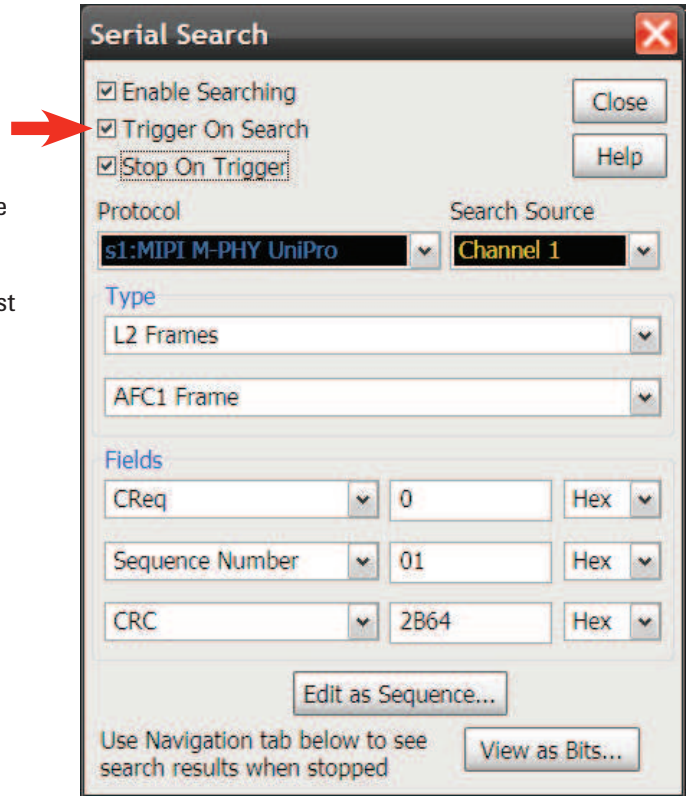 Serial Search
Enable Searching
Close
Trigger On Search
Help
Stop On Trigger
e
Protocol
Search Source
s1:MIPI M-PHY UniPro
Channel 1
st
Type
L2 Frames
AFC1 Frame
Fields
CReq 0 Hex
Sequence Number 01 Hex
CRC 2B64 Hex
Edit as Sequence...
Use Navigation tab below to see
search results when stopped
View as Bits...